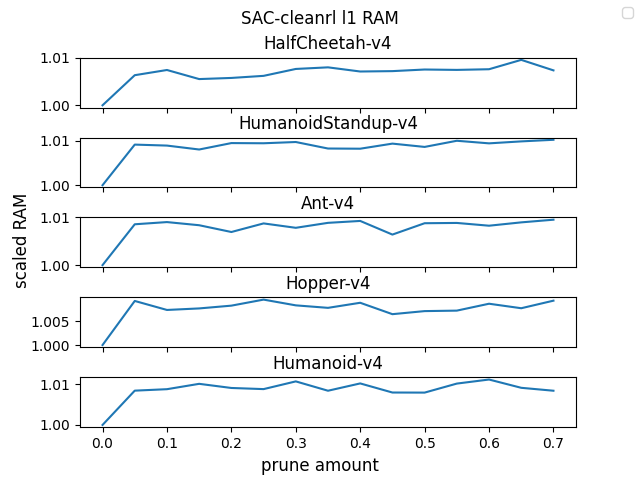 SAC-cleanrl l1 RAM
HalfCheetah-v4
1.01
1.00
HumanoidStandup-v4
1.01
1.00
Ant-v4
1.01
1.00
scaled RAM
Hopper-v4
1.005
1.000
Humanoid-v4
1.01
1.00
0.0 0.1 0.2 0.3 0.4 0.5 0.6 0.7
prune amount